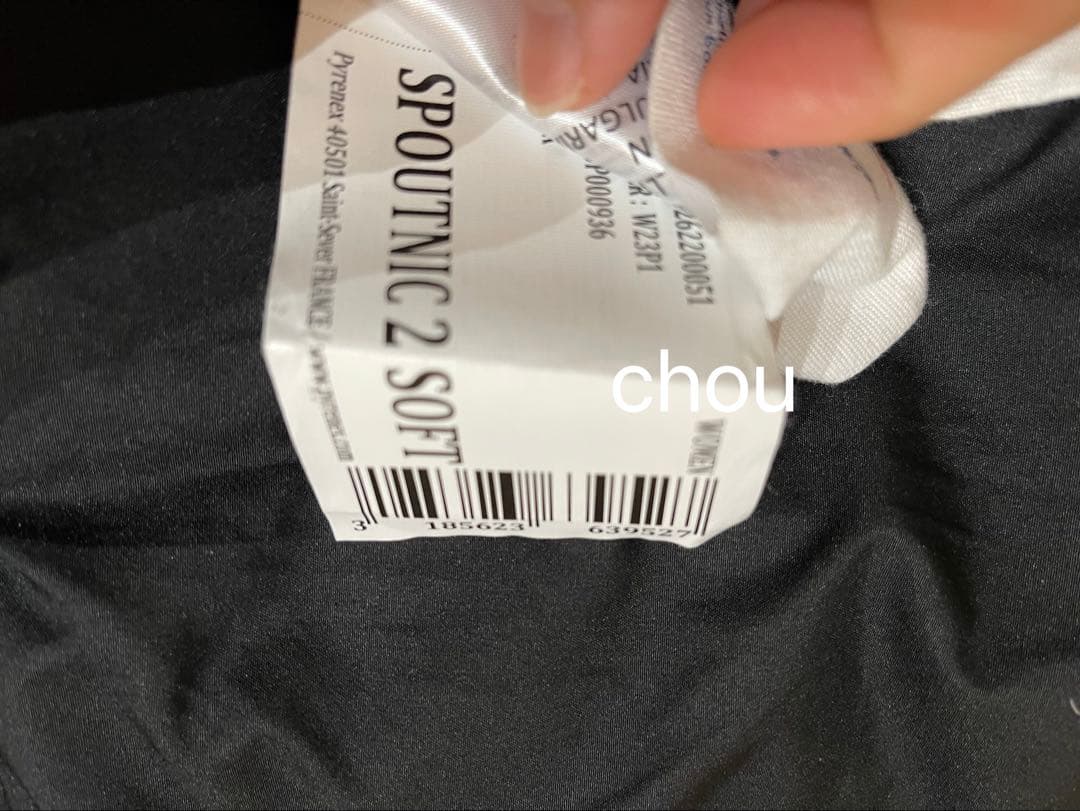 262200051
R: W23P1
P000936
SPOUTNIC 2 SOFT
Pyrenex 40501 Saint-Sever FRANCE / www.pyrenex.com
WOMEN
3 185623 639527
chou